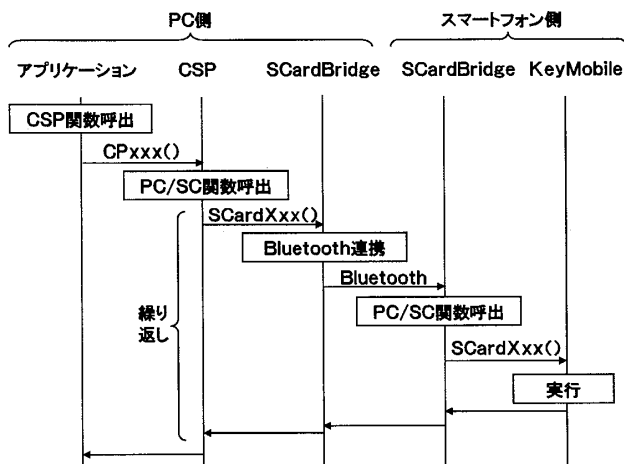 PC側
スマートフォン側
アプリケーション
CSP
SCardBridge
SCardBridge
KeyMobile
CSP関数呼出
CPxxx()
PC/SC関数呼出
SCardXxx()
Bluetooth連携
Bluetooth
PC/SC関数呼出
SCardXxx()
実行
繰り
返し